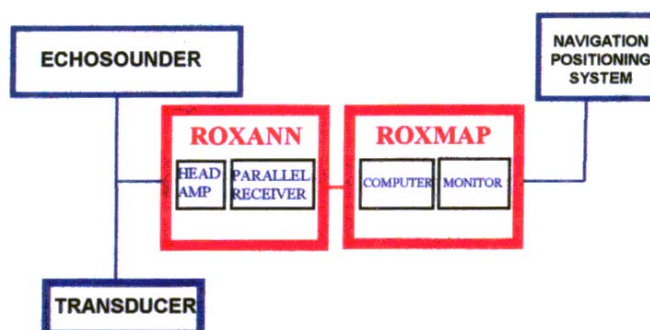 ECHOSOUNDER
NAVIGATION
POSITIONING
SYSTEM
ROXANN
ROXMAP
HEAD
AMP
PARALLEL
RECEIVER
COMPUTER
MONITOR
TRANSDUCER